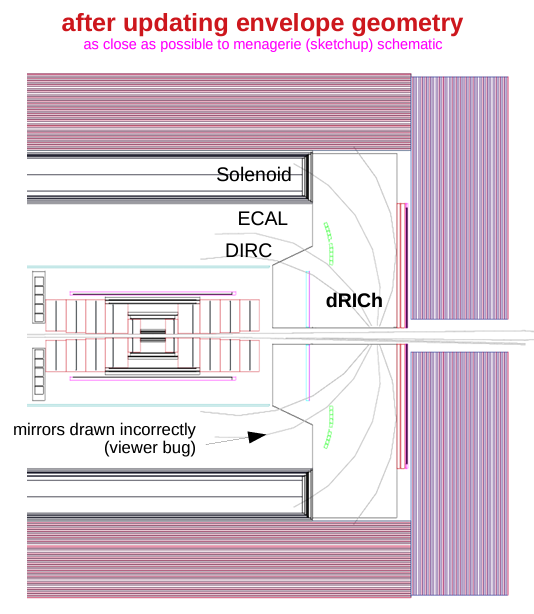 after updating envelope geometry
as close as possible to menagerie (sketchup) schematic
Solenoid
ECAL
DIRC
dRICh
mirrors drawn incorrectly
(viewer bug)